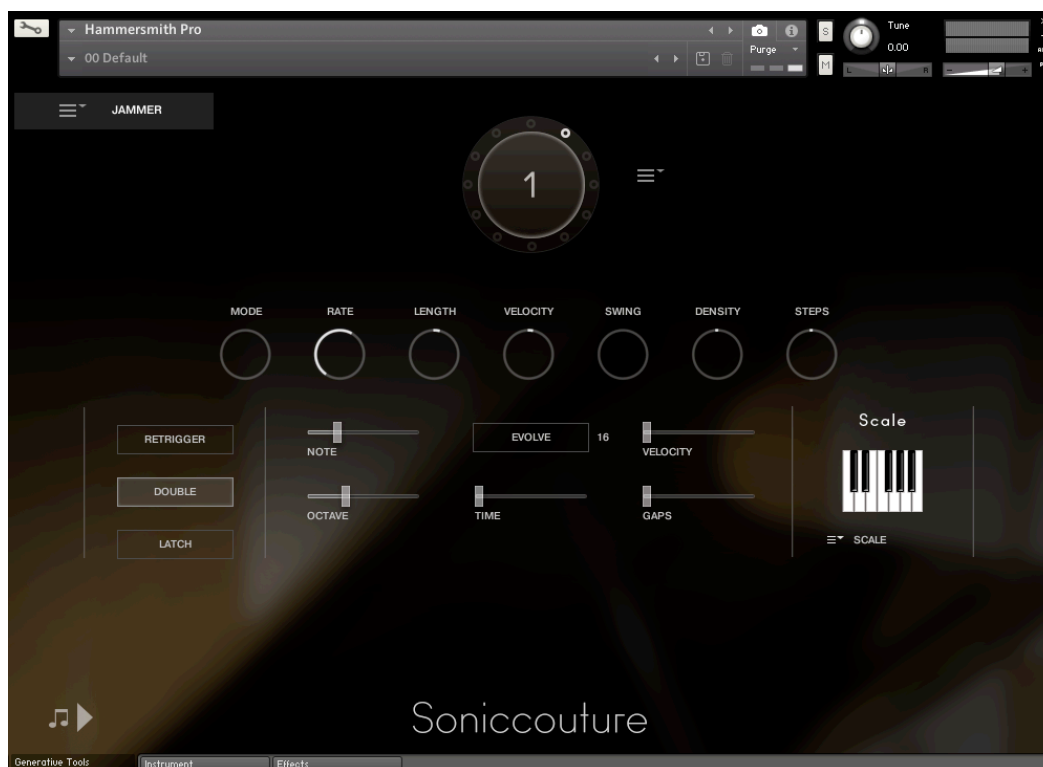 Hammersmith Pro
S
Tune
0.00
00 Default
Purge
M
L R
- +
JAMMER
1
MODE RATE LENGTH VELOCITY SWING DENSITY STEPS
RETRIGGER
NOTE
EVOLVE 16
VELOCITY
Scale
DOUBLE
OCTAVE
TIME
GAPS
LATCH
SCALE
Soniccouture
Generative Tools Instrument Effects